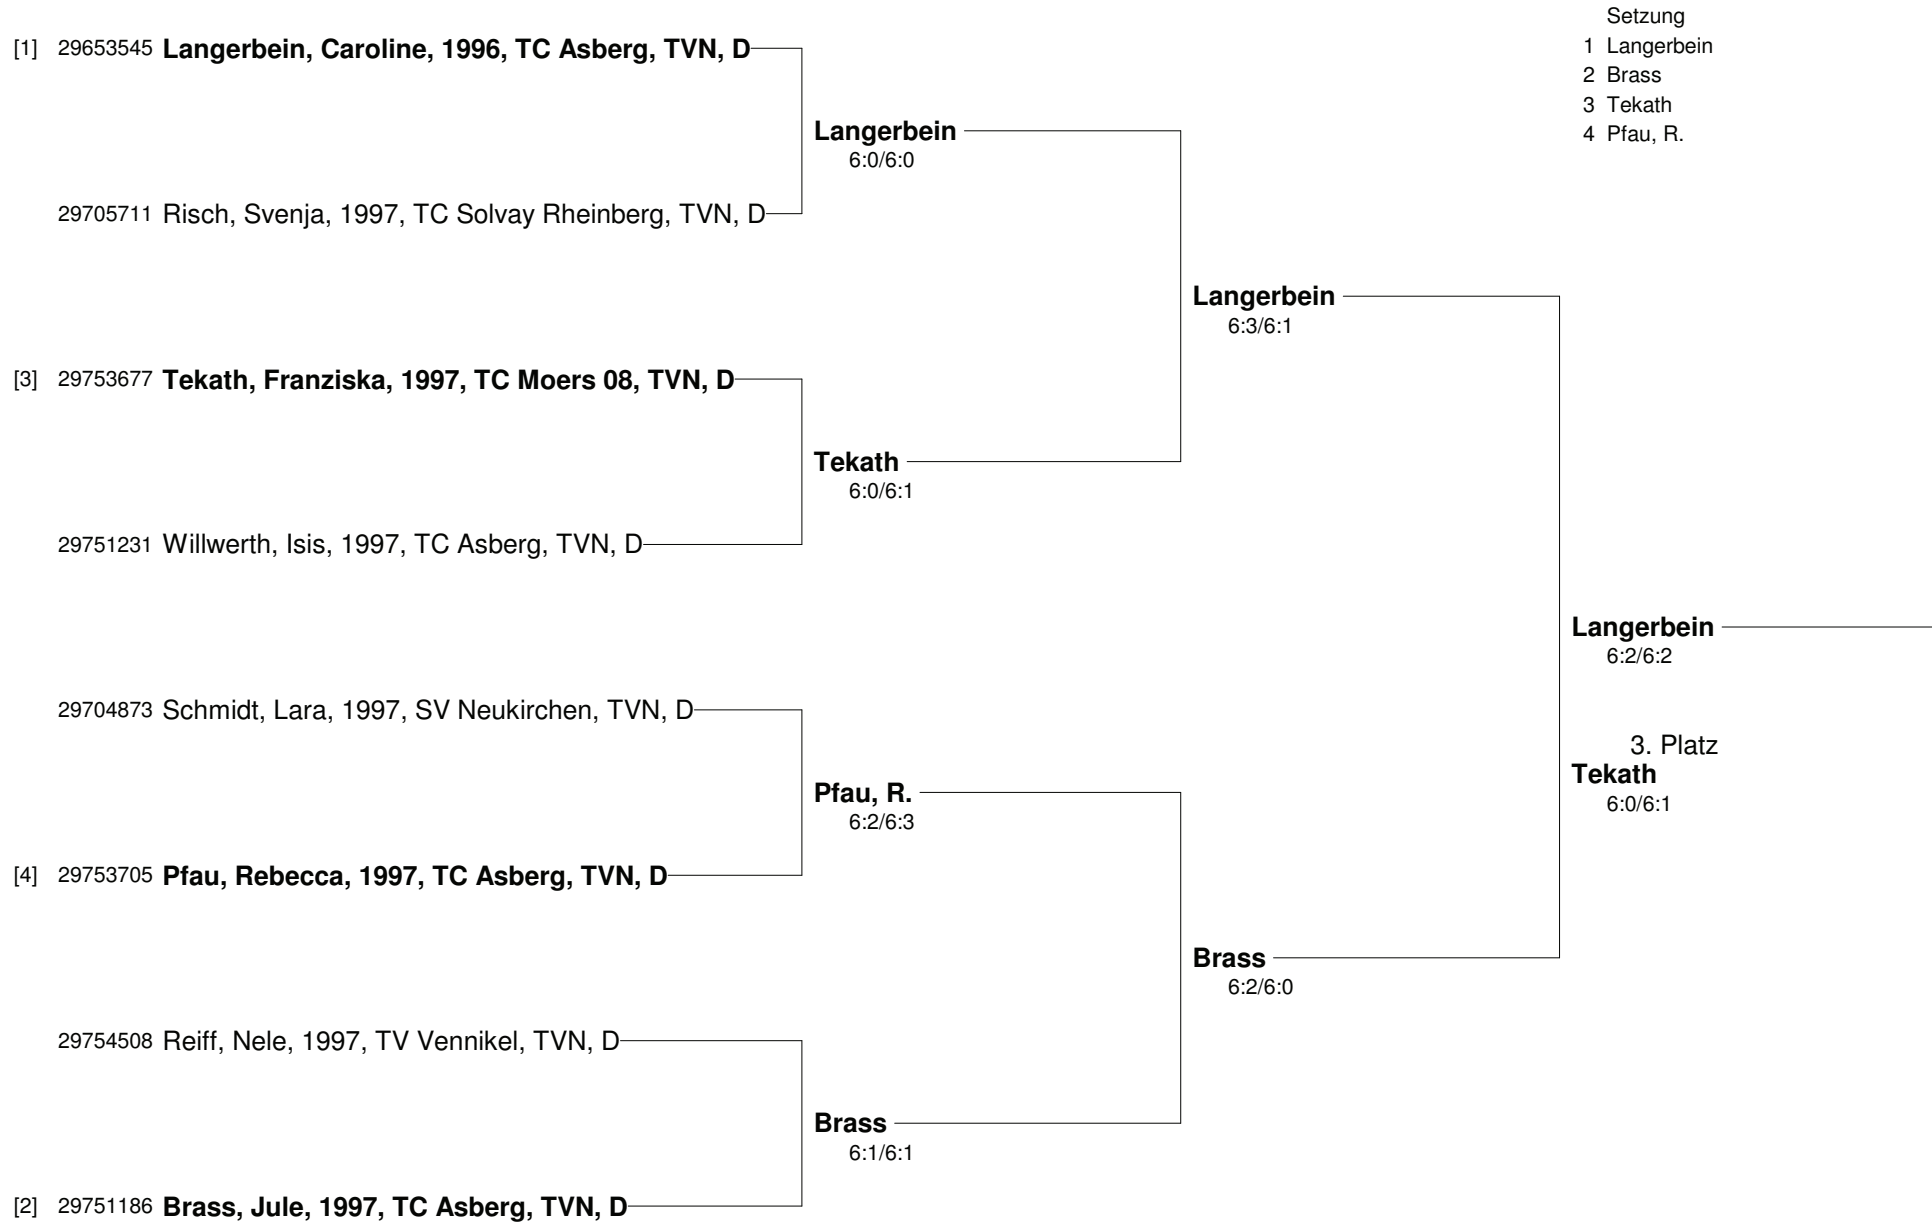 Setzung
1 Langerbein
2 Brass
3 Tekath
4 Pfau, R.
[1] 29653545 Langerbein, Caroline, 1996, TC Asberg, TVN, D
Langerbein
6:0/6:0
29705711 Risch, Svenja, 1997, TC Solvay Rheinberg, TVN, D
Langerbein
6:3/6:1
[3] 29753677 Tekath, Franziska, 1997, TC Moers 08, TVN, D
Tekath
6:0/6:1
29751231 Willwerth, Isis, 1997, TC Asberg, TVN, D
Langerbein
6:2/6:2
29704873 Schmidt, Lara, 1997, SV Neukirchen, TVN, D
3. Platz
Tekath
6:0/6:1
Pfau, R.
6:2/6:3
[4] 29753705 Pfau, Rebecca, 1997, TC Asberg, TVN, D
Brass
6:2/6:0
29754508 Reiff, Nele, 1997, TV Vennikel, TVN, D
Brass
6:1/6:1
[2] 29751186 Brass, Jule, 1997, TC Asberg, TVN, D